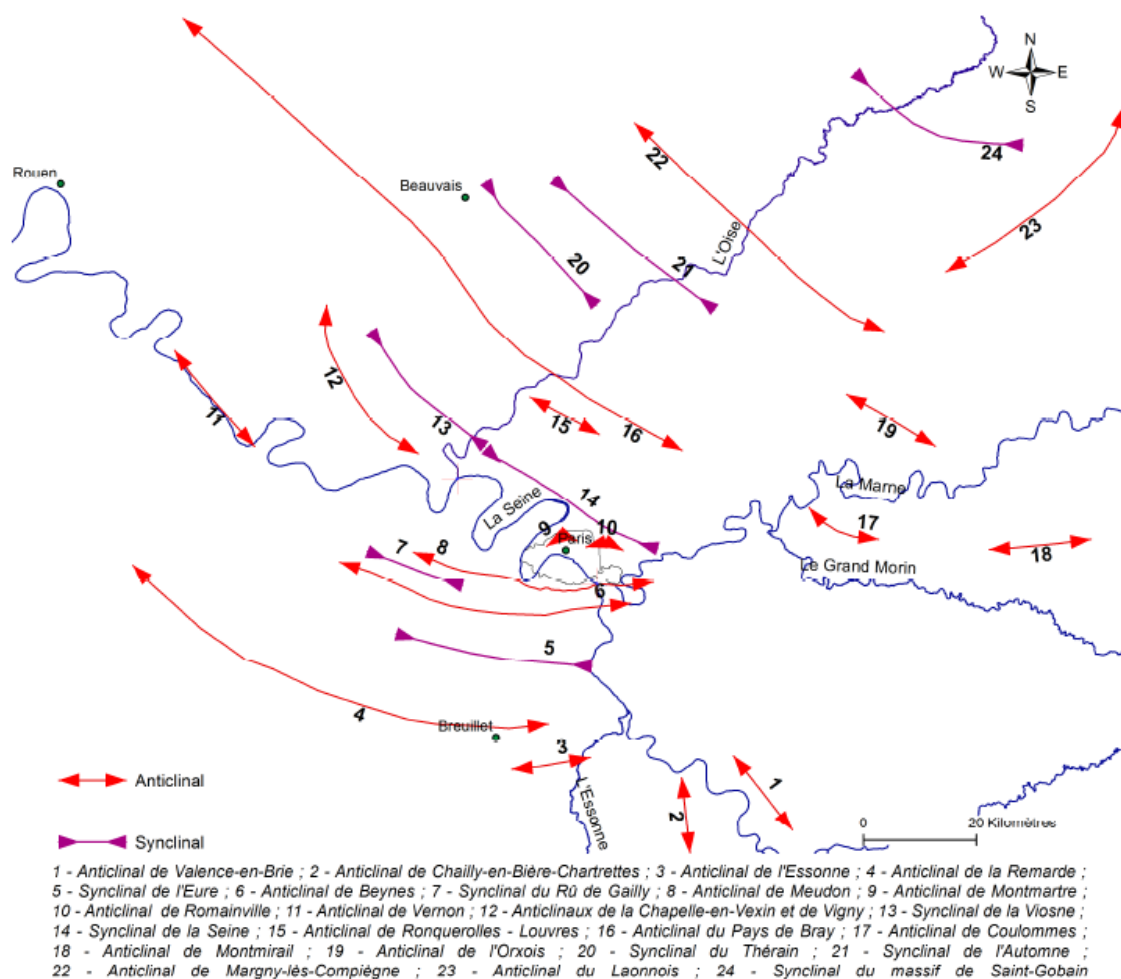 N
W E
S
24
22
Rouen
Beauvais
23
L'Oise
20
21
12
11
13
15
16
19
La Marne
14
La Seine
17
9
10
Paris
7
8
18
Le Grand Morin
6
5
4
Breuillet
3
1
L'Essonne
2
Anticlinal
0 20 Kilomètres
Synclinal
1 - Anticlinal de Valence-en-Brie ; 2 - Anticlinal de Chailly-en-Bière-Chartrettes ; 3 - Anticlinal de l'Essonne ; 4 - Anticlinal de la Remarde ;
5 - Synclinal de l'Eure ; 6 - Anticlinal de Beynes ; 7 - Synclinal du Rû de Gailly ; 8 - Anticlinal de Meudon ; 9 - Anticlinal de Montmartre ;
10 - Anticlinal de Romainville ; 11 - Anticlinal de Vernon ; 12 - Anticlinaux de la Chapelle-en-Vexin et de Vigny ; 13 - Synclinal de la Viosne ;
14 - Synclinal de la Seine ; 15 - Anticlinal de Ronquerolles - Louvres ; 16 - Anticlinal du Pays de Bray ; 17 - Anticlinal de Coulommes ;
18 - Anticlinal de Montmirail ; 19 - Anticlinal de l'Orxois ; 20 - Synclinal du Thérain ; 21 - Synclinal de l'Automne ;
22 - Anticlinal de Margny-lès-Compiègne ; 23 - Anticlinal du Laonnois ; 24 - Synclinal du massif de Saint-Gobain